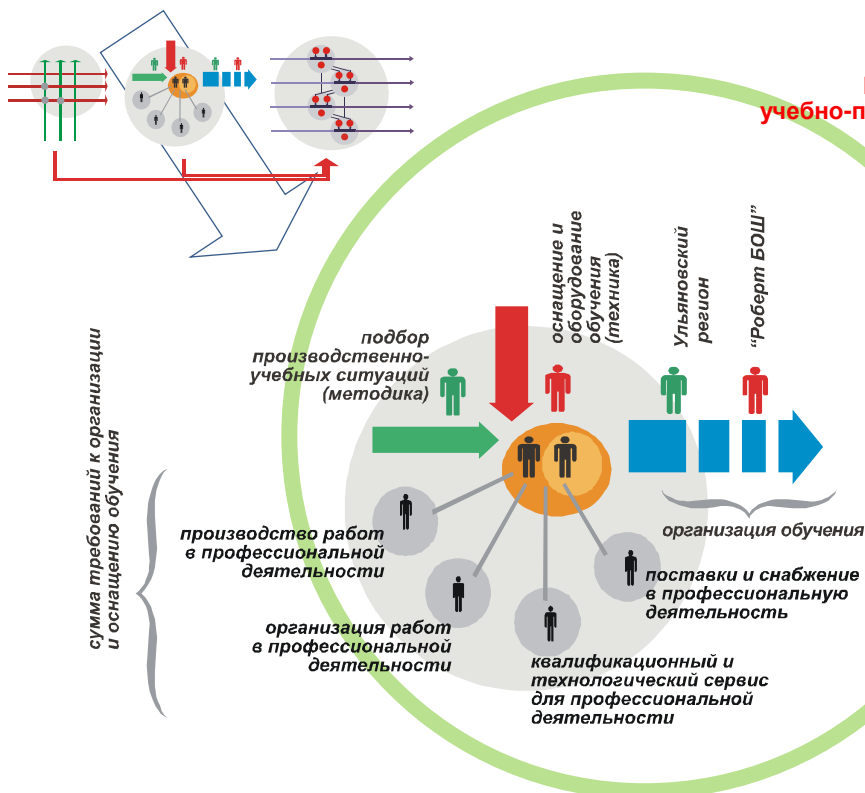 учебно-п
оснащение и
оборудование
обучения
(техника)
Ульяновский
регион
“Роберт БОШ”
подбор
производственно-
учебных ситуаций
(методика)
сумма требований к организации
и оснащению обучения
организация обучения
производство работ
в профессиональной
деятельности
поставки и снабжение
в профессиональную
деятельность
организация работ
в профессиональной
деятельности
квалификационный и
технологический сервис
для профессиональной
деятельности